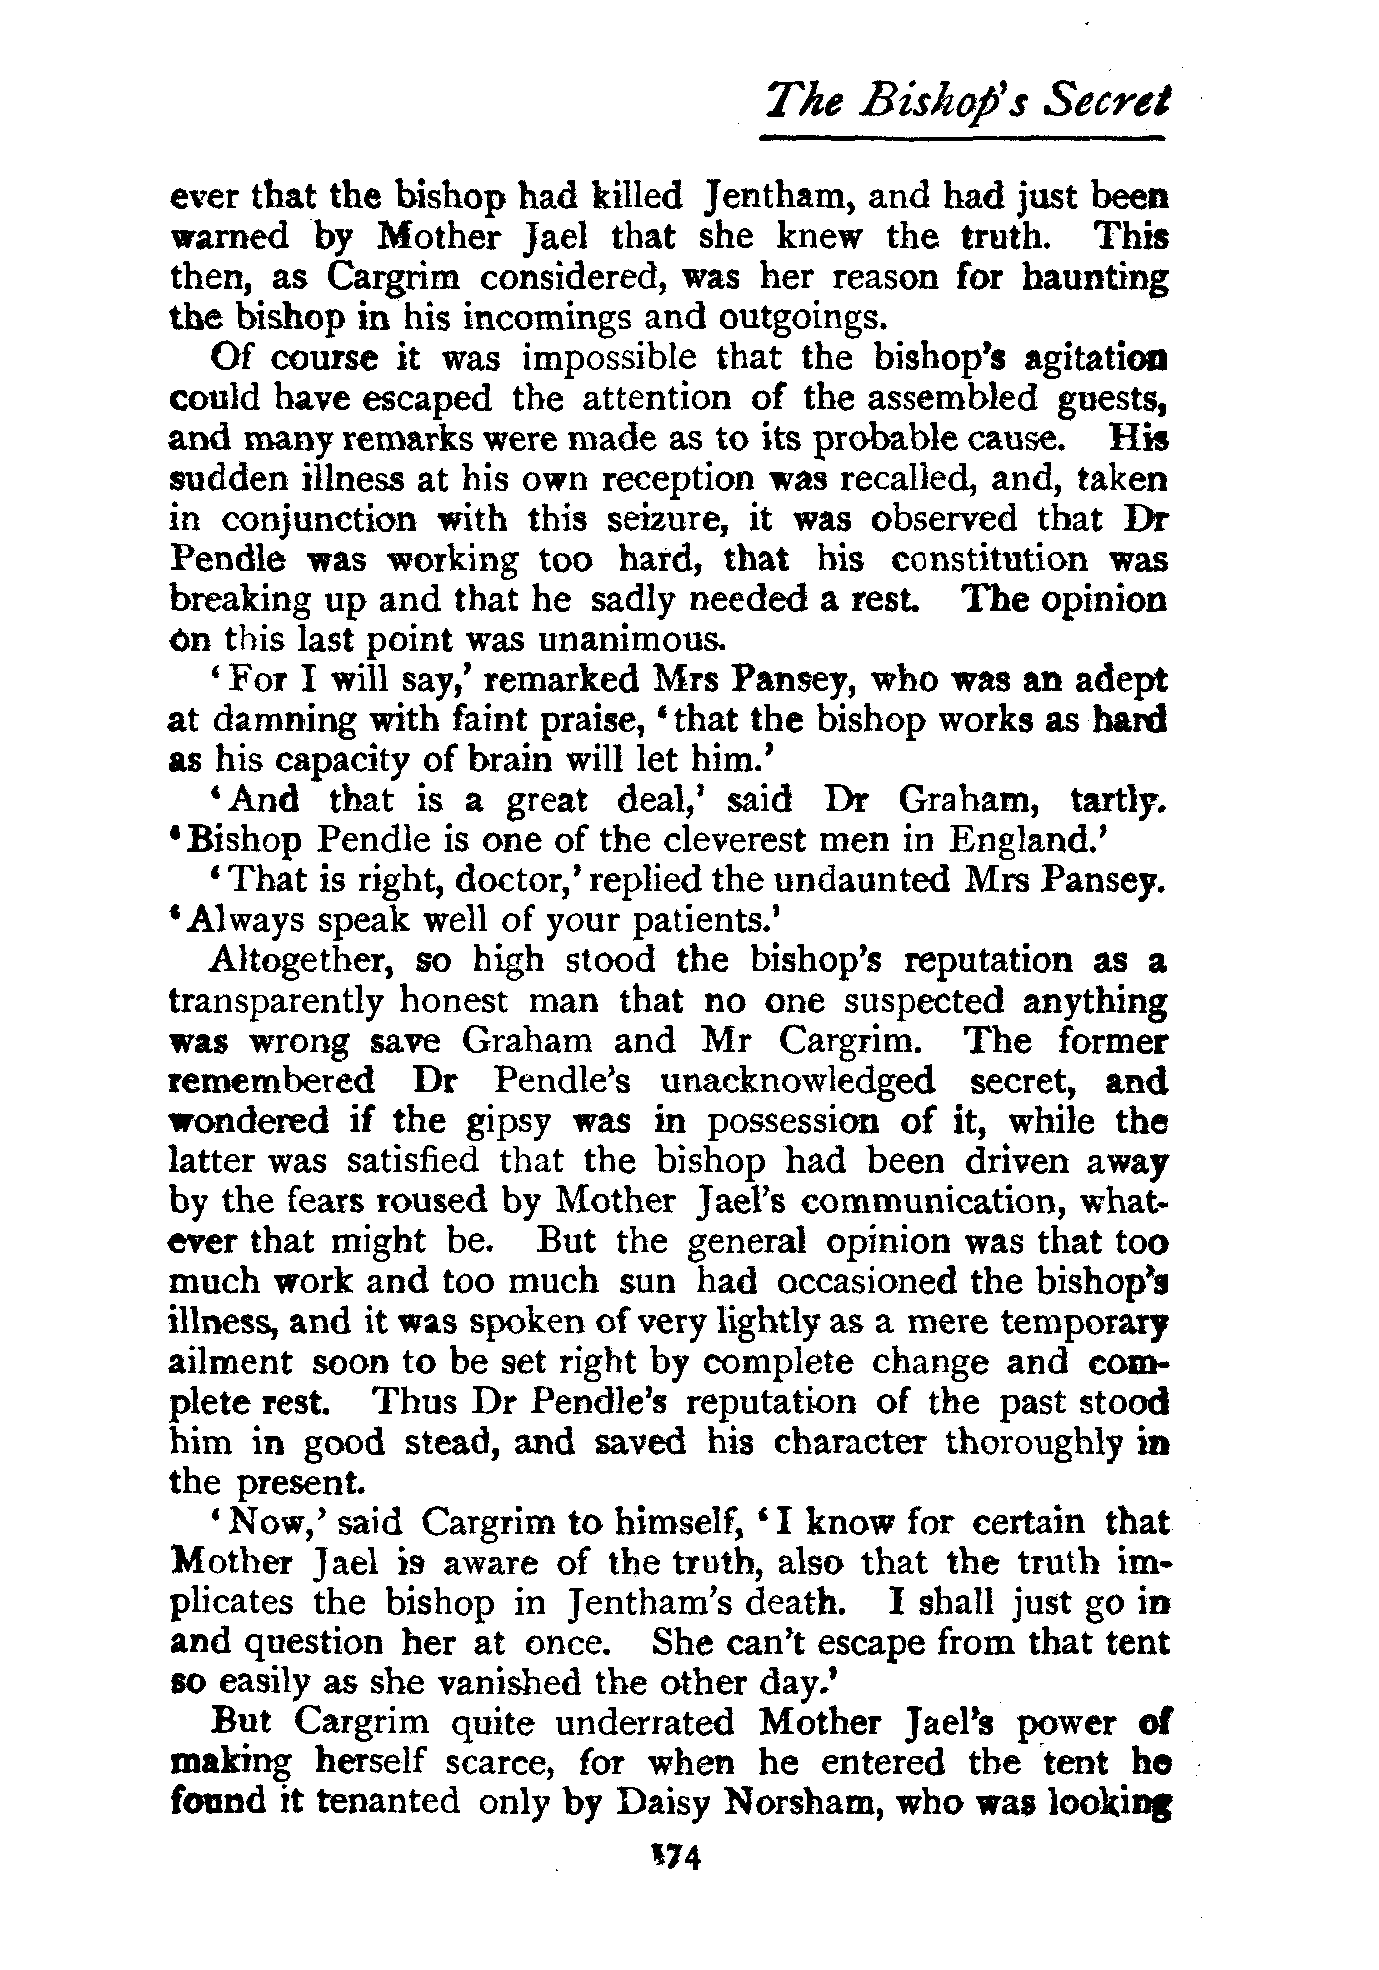 The Bishop's Secret
ever that the bishop had killed Jentham, and had just been
warned by Mother Jael that she knew the truth. This
then, as Cargrim considered, was her reason for haunting
the bishop in his incomings and outgoings.
Of course it was impossible that the bishop's agitation
could have escaped the attention of the assembled guests,
and many remarks were made as to its probable cause. His
sudden illness at his own reception was recalled, and, taken
in conjunction with this seizure, it was observed that Dr
Pendle was working too hard, that his constitution was
breaking up and that he sadly needed a rest. The opinion
on this last point was unanimous.
‘For I will say,’ remarked Mrs Pansey, who was an adept
at damning with faint praise, ‘that the bishop works as hard
as his capacity of brain will let him.’
‘And that is a great deal,’ said Dr Graham, tartly.
‘Bishop Pendle is one of the cleverest men in England.’
‘That is right, doctor,’ replied the undaunted Mrs Pansey.
‘Always speak well of your patients.’
Altogether, so high stood the bishop's reputation as a
transparently honest man that no one suspected anything
was wrong save Graham and Mr Cargrim. The former
remembered Dr Pendle's unacknowledged secret, and
wondered if the gipsy was in possession of it, while the
latter was satisfied that the bishop had been driven away
by the fears roused by Mother Jael's communication, what-
ever that might be. But the general opinion was that too
much work and too much sun had occasioned the bishop's
illness, and it was spoken of very lightly as a mere temporary
ailment soon to be set right by complete change and com-
plete rest. Thus Dr Pendle's reputation of the past stood
him in good stead, and saved his character thoroughly in
the present.
‘Now,’ said Cargrim to himself, ‘I know for certain that
Mother Jael is aware of the truth, also that the truth im-
plicates the bishop in Jentham's death. I shall just go in
and question her at once. She can't escape from that tent
so easily as she vanished the other day.’
But Cargrim quite underrated Mother Jael's power of
making herself scarce, for when he entered the tent he
found it tenanted only by Daisy Norsham, who was looking
174